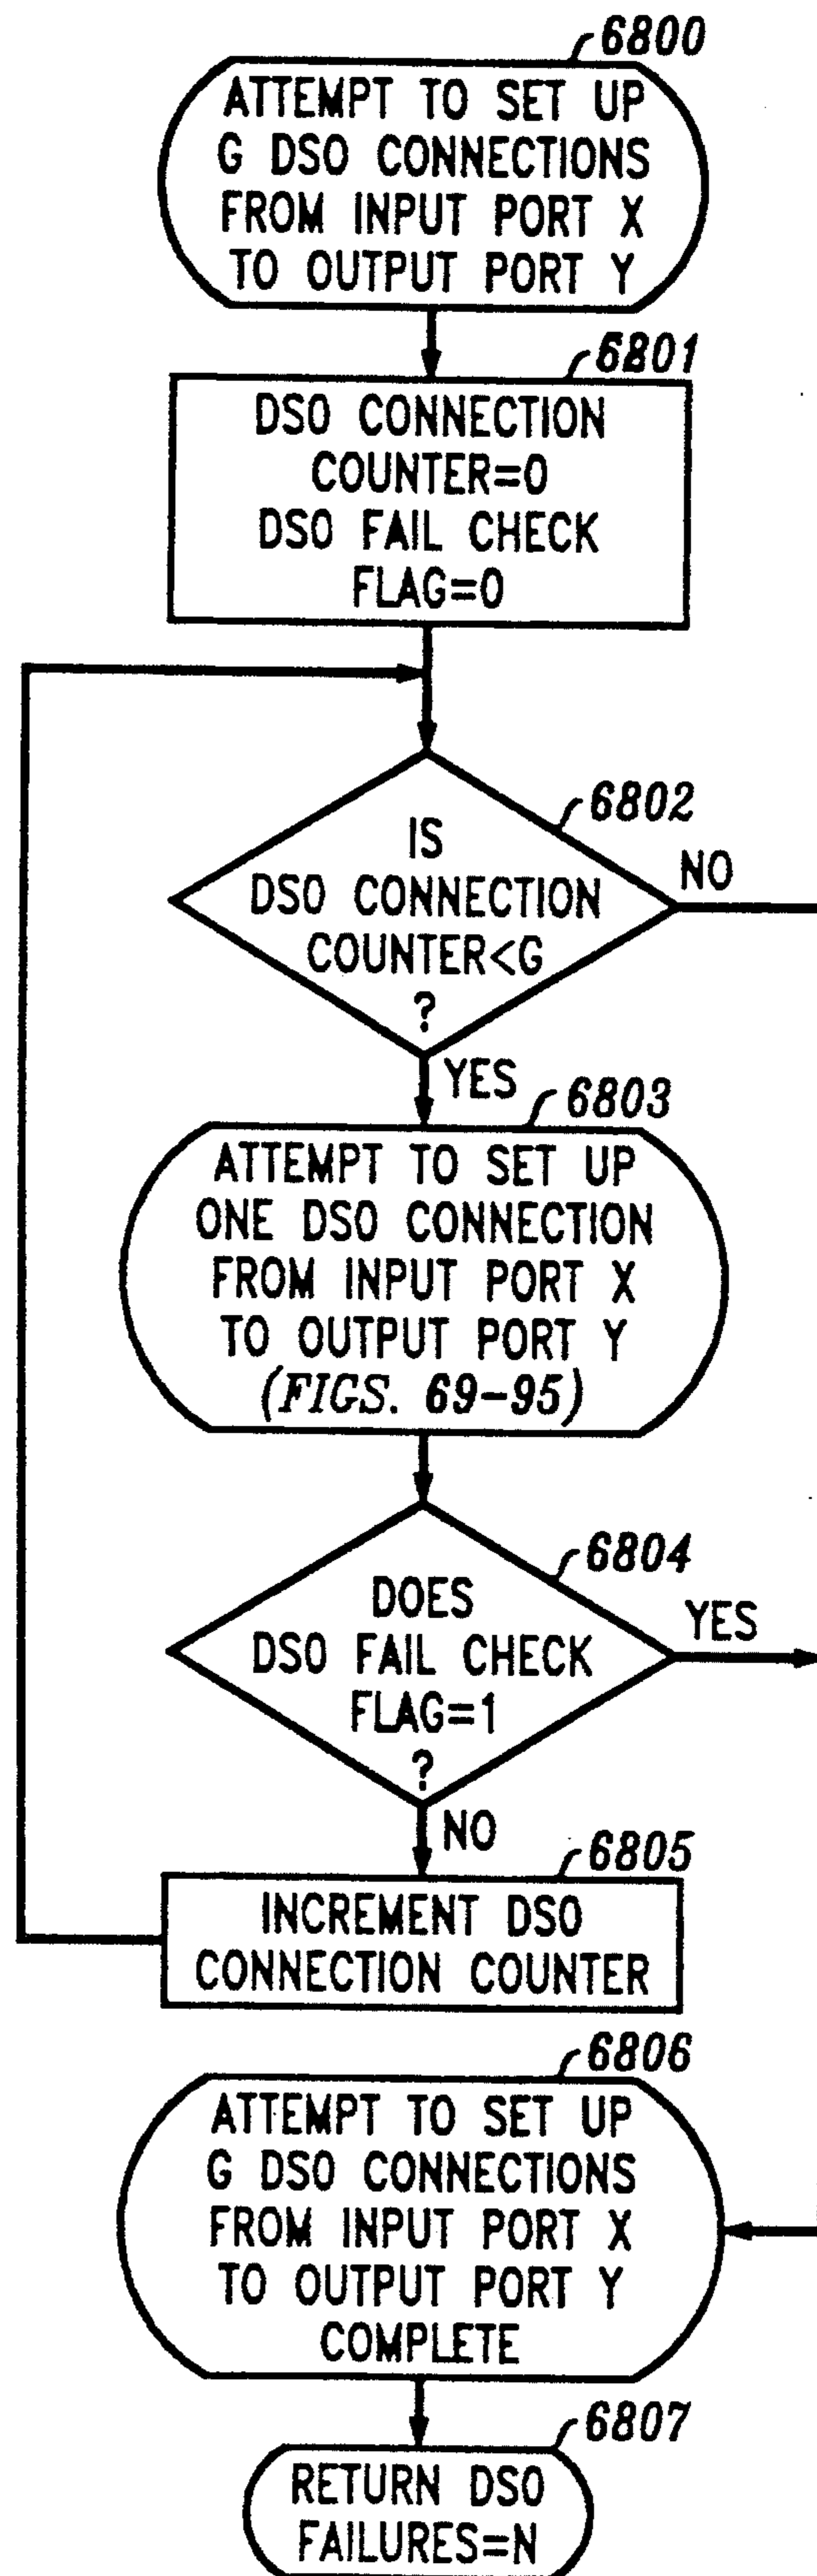 6800
ATTEMPT TO SET UP
G DSO CONNECTIONS
FROM INPUT PORT X
TO OUTPUT PORT Y
6801
DSO CONNECTION
COUNTER=0
DSO FAIL CHECK
FLAG=0
6802
IS
DSO CONNECTION
COUNTER<G
?
NO
YES
6803
ATTEMPT TO SET UP
ONE DSO CONNECTION
FROM INPUT PORT X
TO OUTPUT PORT Y
(FIGS. 69-95)
6804
DOES
DSO FAIL CHECK
FLAG=1
?
YES
NO
6805
INCREMENT DSO
CONNECTION COUNTER
6806
ATTEMPT TO SET UP
G DSO CONNECTIONS
FROM INPUT PORT X
TO OUTPUT PORT Y
COMPLETE
6807
RETURN DSO
FAILURES=N